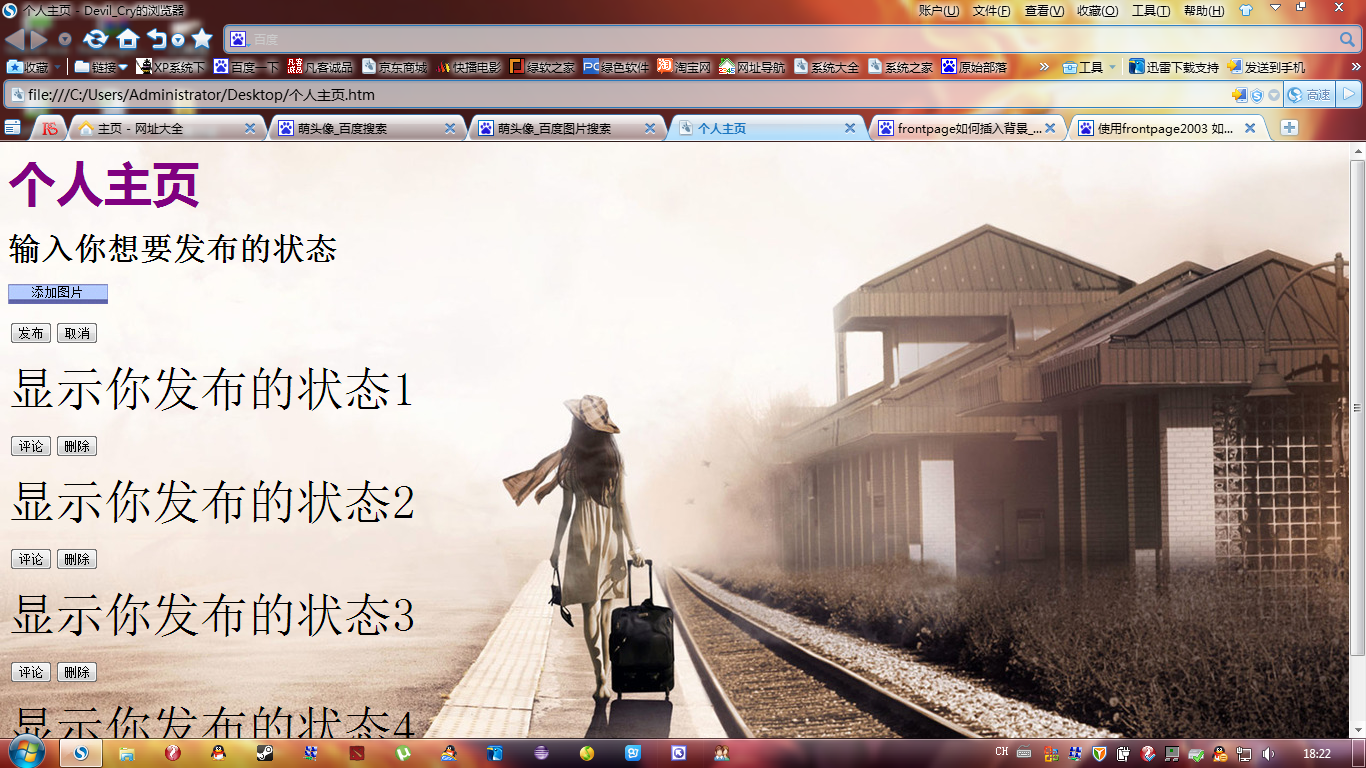 个人主页 - Devil_Cry的浏览器 账户(U) 文件(F) 查看(V) 收藏(O) 工具(T) 帮助(H)
百度
收藏 链接 XP系统下 百度一下 凡客诚品 京东商城 快播电影 绿软之家 PC绿色软件 淘宝网 网址导航 系统大全 系统之家 原始部落 » 工具 迅雷下载支持 发送到手机 »
file:///C:/Users/Administrator/Desktop/个人主页.htm 高速
主页 - 网址大全 萌头像_百度搜索 萌头像_百度图片搜索 个人主页 frontpage如何插入背景_... 使用frontpage2003 如...
个人主页
输入你想要发布的状态
添加图片
发布 取消
显示你发布的状态1
评论 删除
显示你发布的状态2
评论 删除
显示你发布的状态3
评论 删除
显示你发布的状态4
CH 18:22